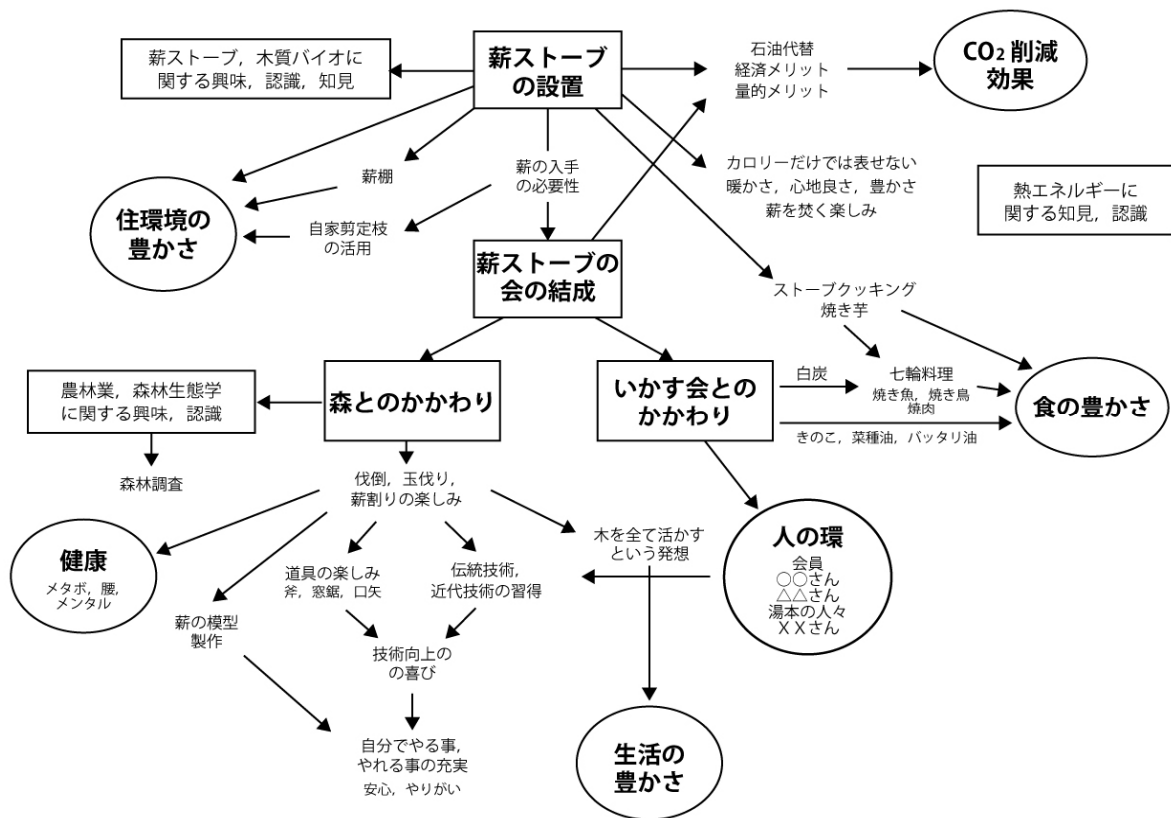 薪ストーブ，木質バイオに
関する興味，認識，知見
薪ストーブ
の設置
石油代替
経済メリット
量的メリット
CO₂削減
効果
薪棚
薪の入手
の必要性
カロリーだけでは表せない
暖かさ，心地良さ，豊かさ
薪を焚く楽しみ
熱エネルギーに
関する知見，認識
住環境の
豊かさ
自家剪定枝
の活用
薪ストーブの
会の結成
ストーブクッキング
焼き芋
農林業，森林生態学
に関する興味，認識
森とのかかわり
いかす会との
かかわり
白炭
七輪料理
焼き魚，焼き鳥
焼肉
食の豊かさ
きのこ，菜種油，バッタリ油
森林調査
伐倒，玉伐り，
薪割りの楽しみ
健康
メタボ，腰，
メンタル
道具の楽しみ
斧，窓鋸，口矢
伝統技術，
近代技術の習得
木を全て活かす
という発想
人の環
会員
○○さん
△△さん
湯本の人々
ＸＸさん
薪の模型
製作
技術向上の
の喜び
自分でやる事，
やれる事の充実
安心，やりがい
生活の
豊かさ